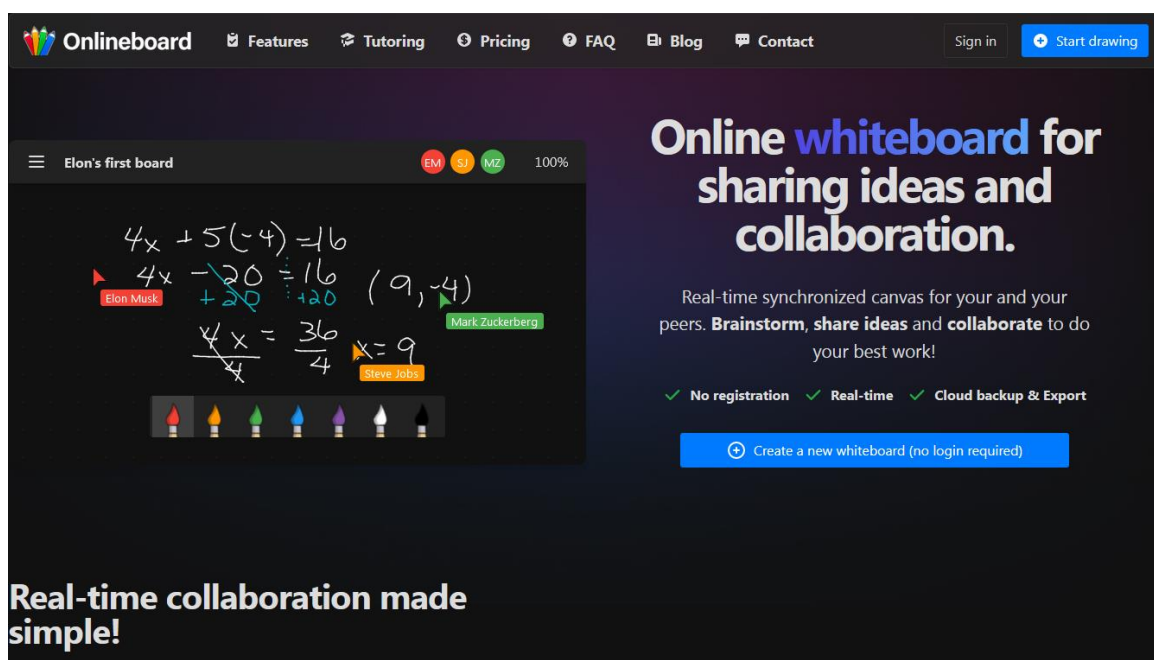 Onlineboard Features Tutoring Pricing FAQ Blog Contact Sign in Start drawing
Elon's first board EM SJ MZ 100%
4x + 5(-4) = 16
4x - 20 = 16 (9, -4)
Elon Musk
+20 +20
Mark Zuckerberg
4x = 36
4 4
x = 9
Steve Jobs
Online whiteboard for
sharing ideas and
collaboration.
Real-time synchronized canvas for your and your
peers. Brainstorm, share ideas and collaborate to do
your best work!
No registration Real-time Cloud backup & Export
Create a new whiteboard (no login required)
Real-time collaboration made
simple!